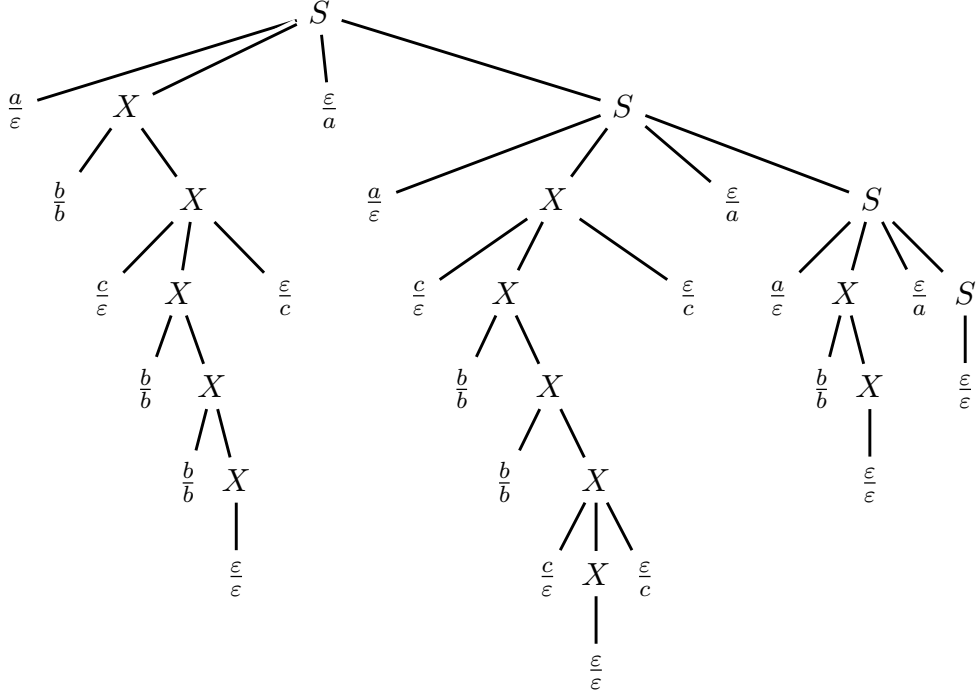 S
a/ε X ε/a S
b/b X a/ε X ε/a S
c/ε X ε/c c/ε X ε/c a/ε X ε/a S
b/b X b/b X b/b X ε/ε
b/b X b/b X ε/ε
ε/ε c/ε X ε/c
ε/ε